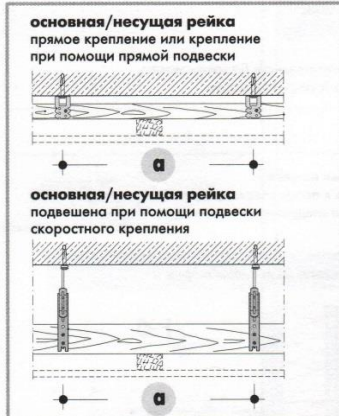 основная/несущая рейка
прямое крепление или крепление
при помощи прямой подвески
a
основная/несущая рейка
подвешена при помощи подвески
скоростного крепления
a